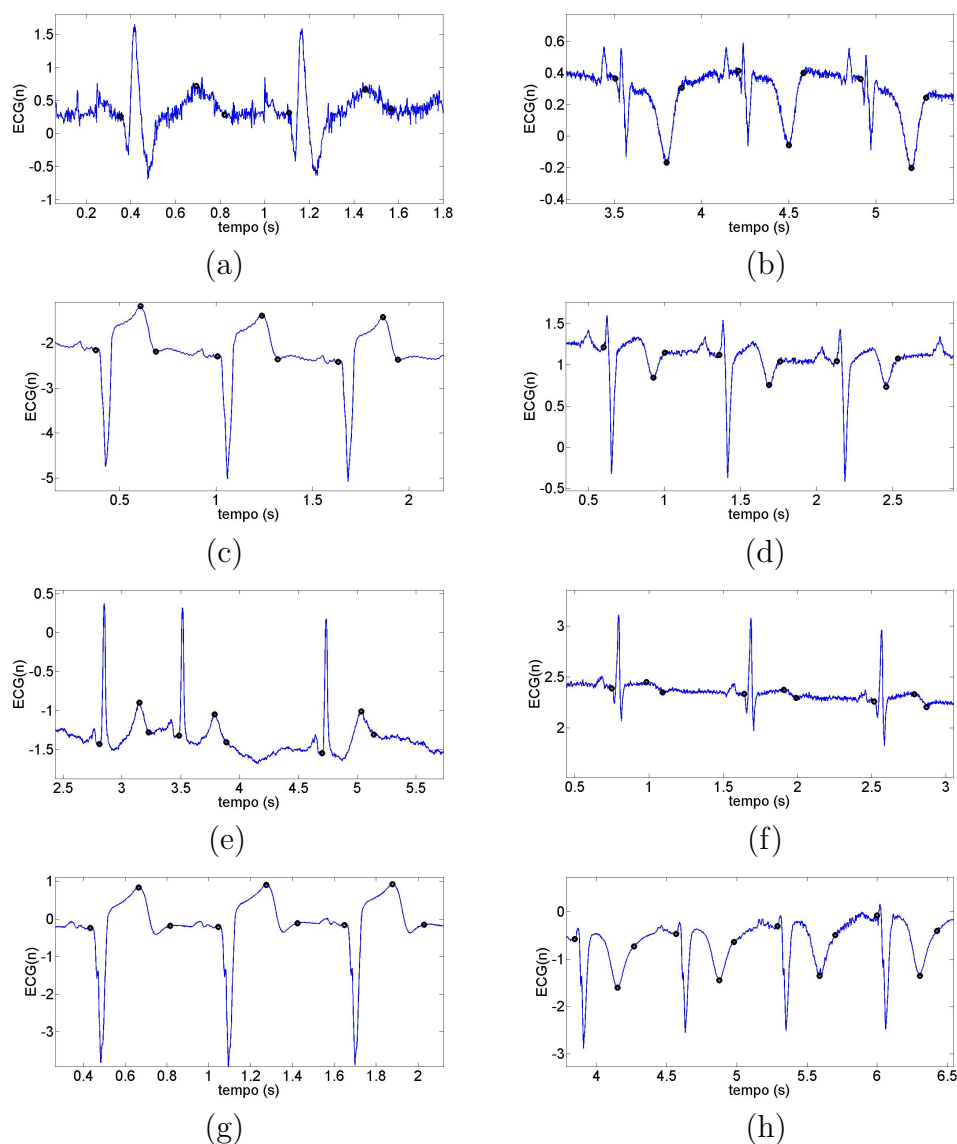 1.5
1
0.5
0
-0.5
-1
ECG(n)
0.2 0.4 0.6 0.8 1 1.2 1.4 1.6 1.8
tempo (s)
(a)
0.6
0.4
0.2
0
-0.2
-0.4
ECG(n)
3.5 4 4.5 5
tempo (s)
(b)
-2
-3
-4
-5
ECG(n)
0.5 1 1.5 2
tempo (s)
(c)
1.5
1
0.5
0
-0.5
ECG(n)
0.5 1 1.5 2 2.5
tempo (s)
(d)
0.5
0
-0.5
-1
-1.5
ECG(n)
2.5 3 3.5 4 4.5 5 5.5
tempo (s)
(e)
3
2.5
2
ECG(n)
0.5 1 1.5 2 2.5 3
tempo (s)
(f)
1
0
-1
-2
-3
ECG(n)
0.4 0.6 0.8 1 1.2 1.4 1.6 1.8 2
tempo (s)
(g)
0
-1
-2
-3
ECG(n)
4 4.5 5 5.5 6 6.5
tempo (s)
(h)